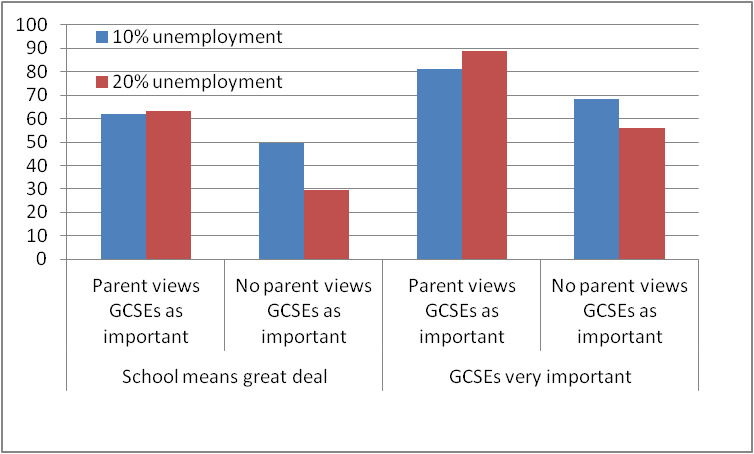 100
90
80
70
60
50
40
30
20
10
0
10% unemployment
20% unemployment
Parent views
GCSEs as
important
No parent views
GCSEs as
important
Parent views
GCSEs as
important
No parent views
GCSEs as
important
School means great deal
GCSEs very important